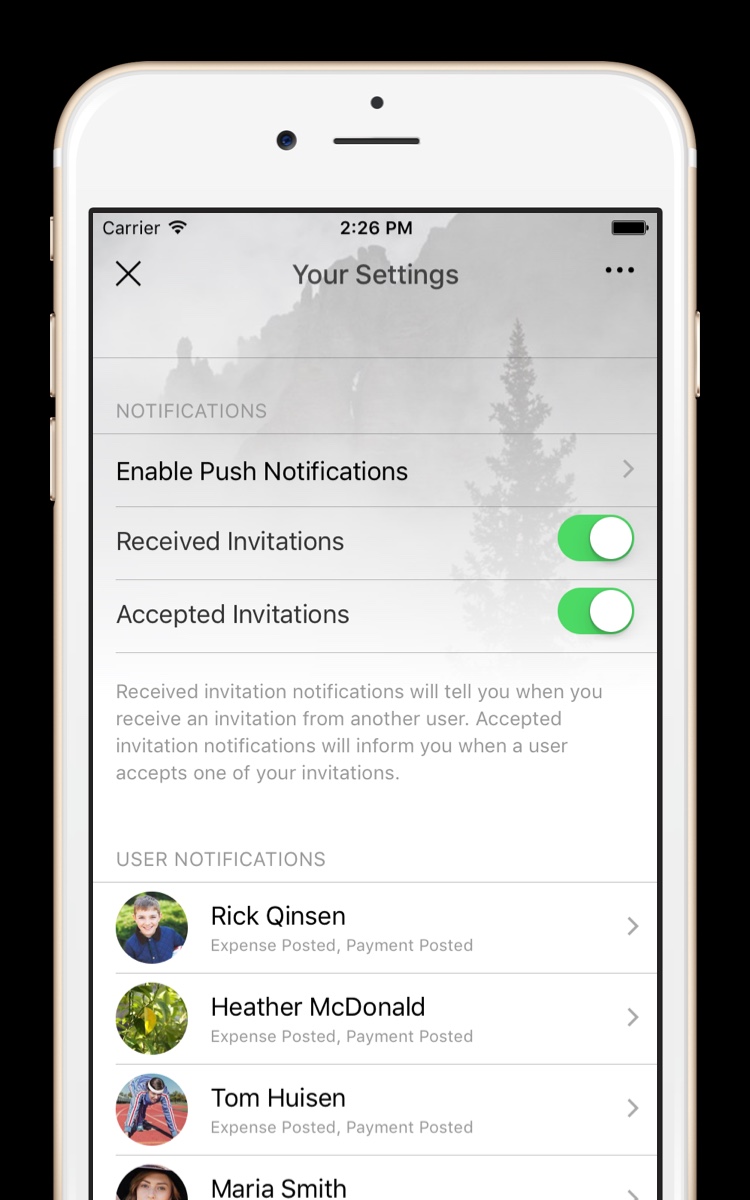 Carrier 2:26 PM
Your Settings
NOTIFICATIONS
Enable Push Notifications
Received Invitations
Accepted Invitations
Received invitation notifications will tell you when you
receive an invitation from another user. Accepted
invitation notifications will inform you when a user
accepts one of your invitations.
USER NOTIFICATIONS
Rick Qinsen
Expense Posted, Payment Posted
Heather McDonald
Expense Posted, Payment Posted
Tom Huisen
Expense Posted, Payment Posted
Maria Smith